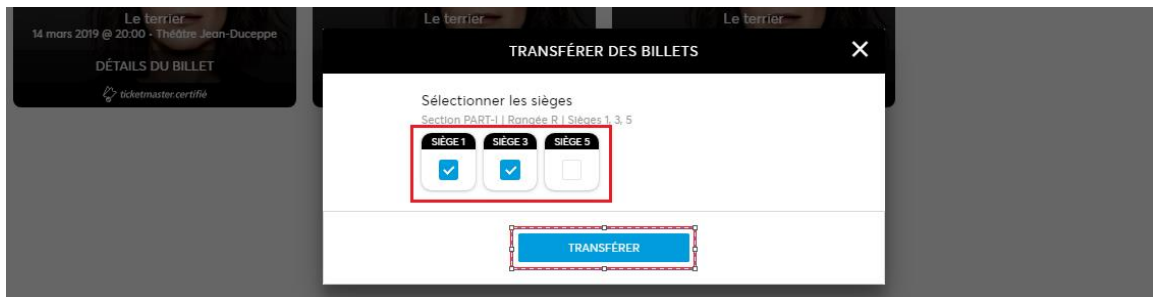 Le terrier
14 mars 2019 @ 20:00 - Théâtre Jean-Duceppe
DÉTAILS DU BILLET
ticketmaster.certifié
Le terrier
Le terrier
TRANSFÉRER DES BILLETS
Sélectionner les sièges
Section PART-I | Rangée R | Sièges 1, 3, 5
SIÈGE 1 SIÈGE 3 SIÈGE 5
TRANSFÉRER